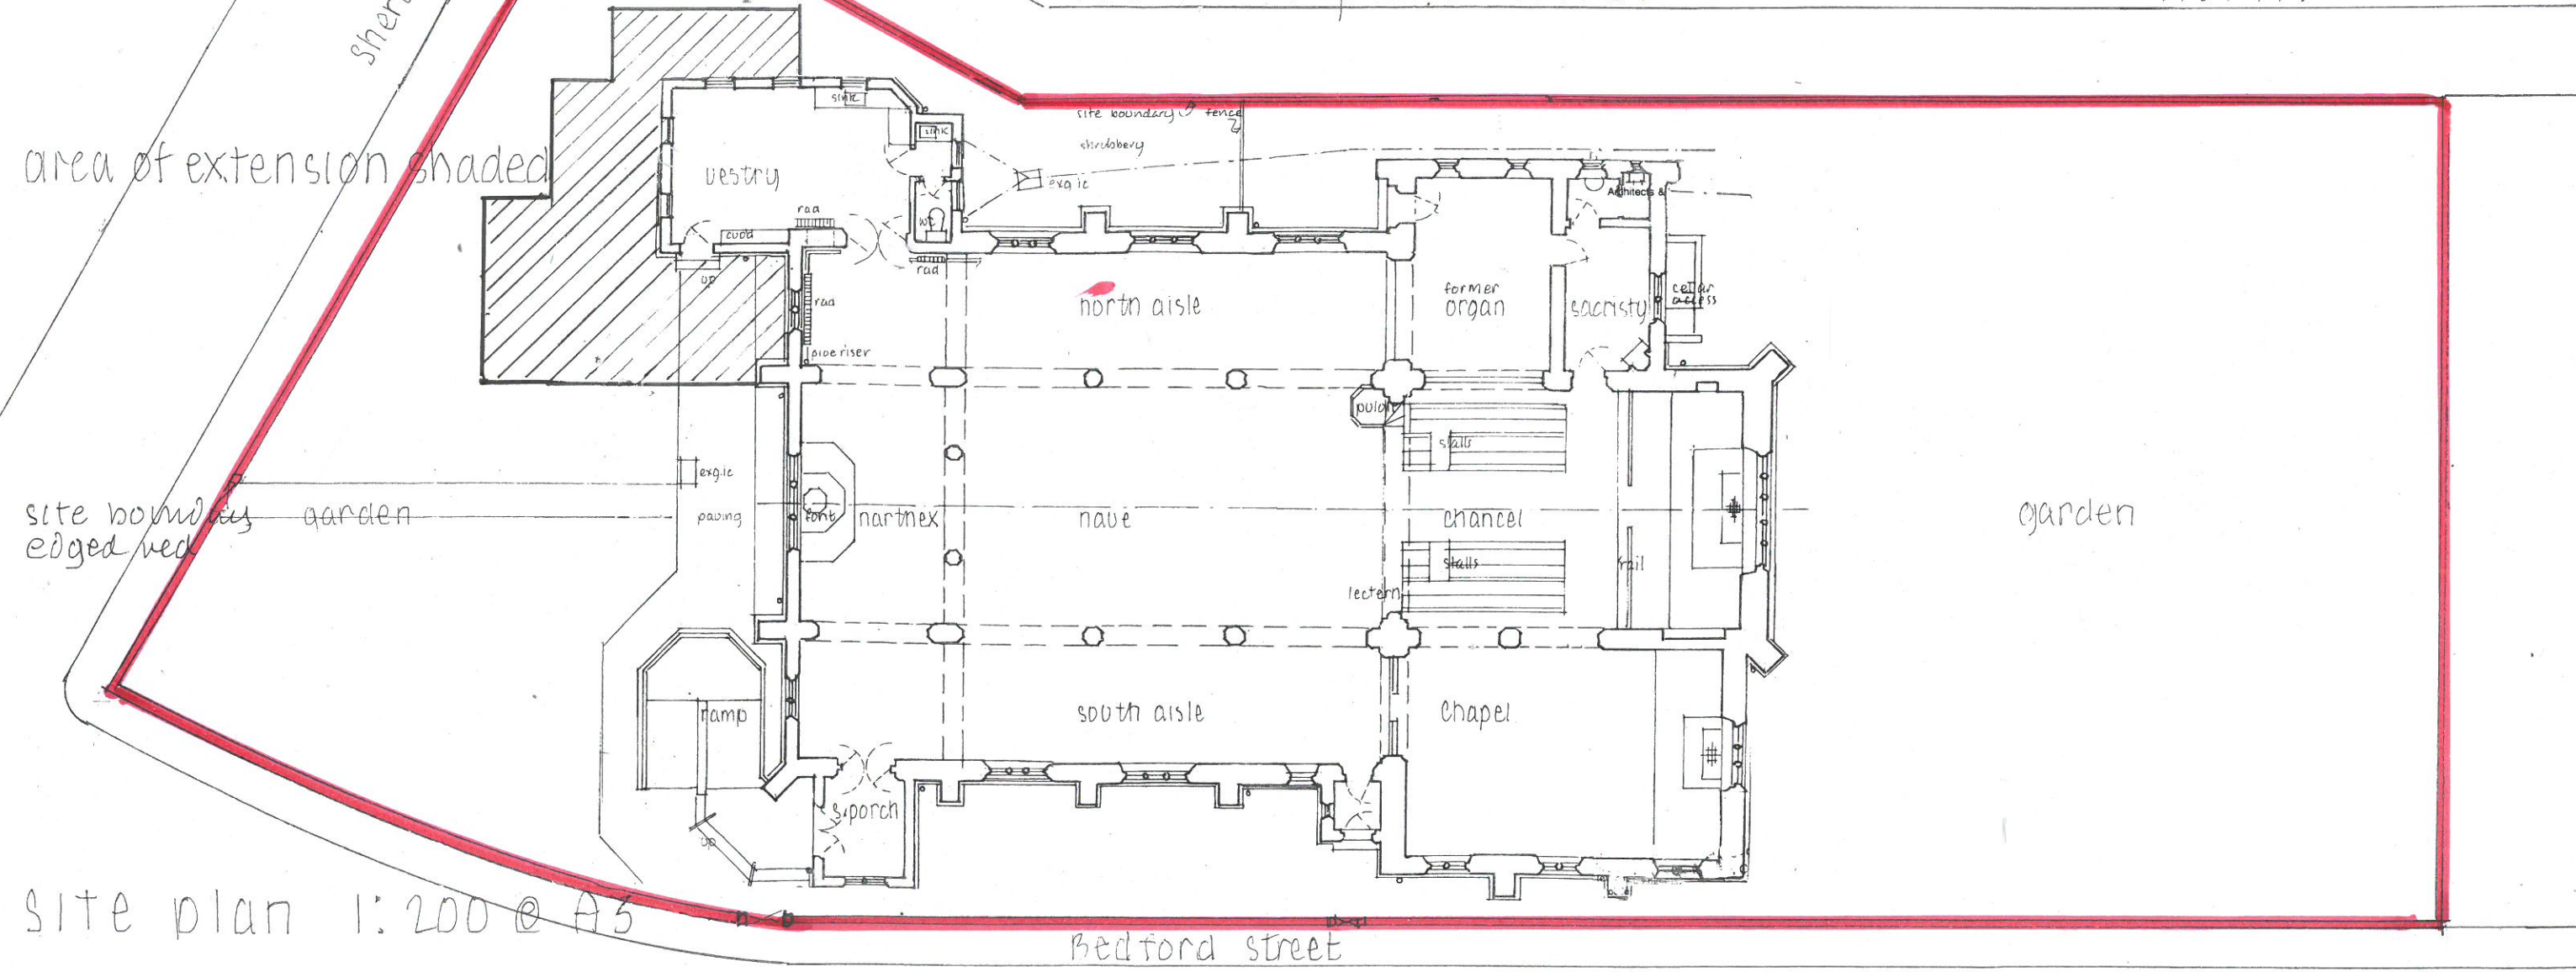 sher
site boundary
fence
shrubbery
exg.ic
area of extension shaded
vestry
sink
sink
wc
rad
cupd
up
rad
rad
pipe riser
north aisle
former
organ
sacristy
Architects &
cellar
access
pulpit
stalls
exg.ic
site boundary
edged red
garden
paving
font
narthex
nave
chancel
garden
stalls
rail
lectern
ramp
south aisle
chapel
s.porch
up
site plan 1:200 @ A3
Bedford street